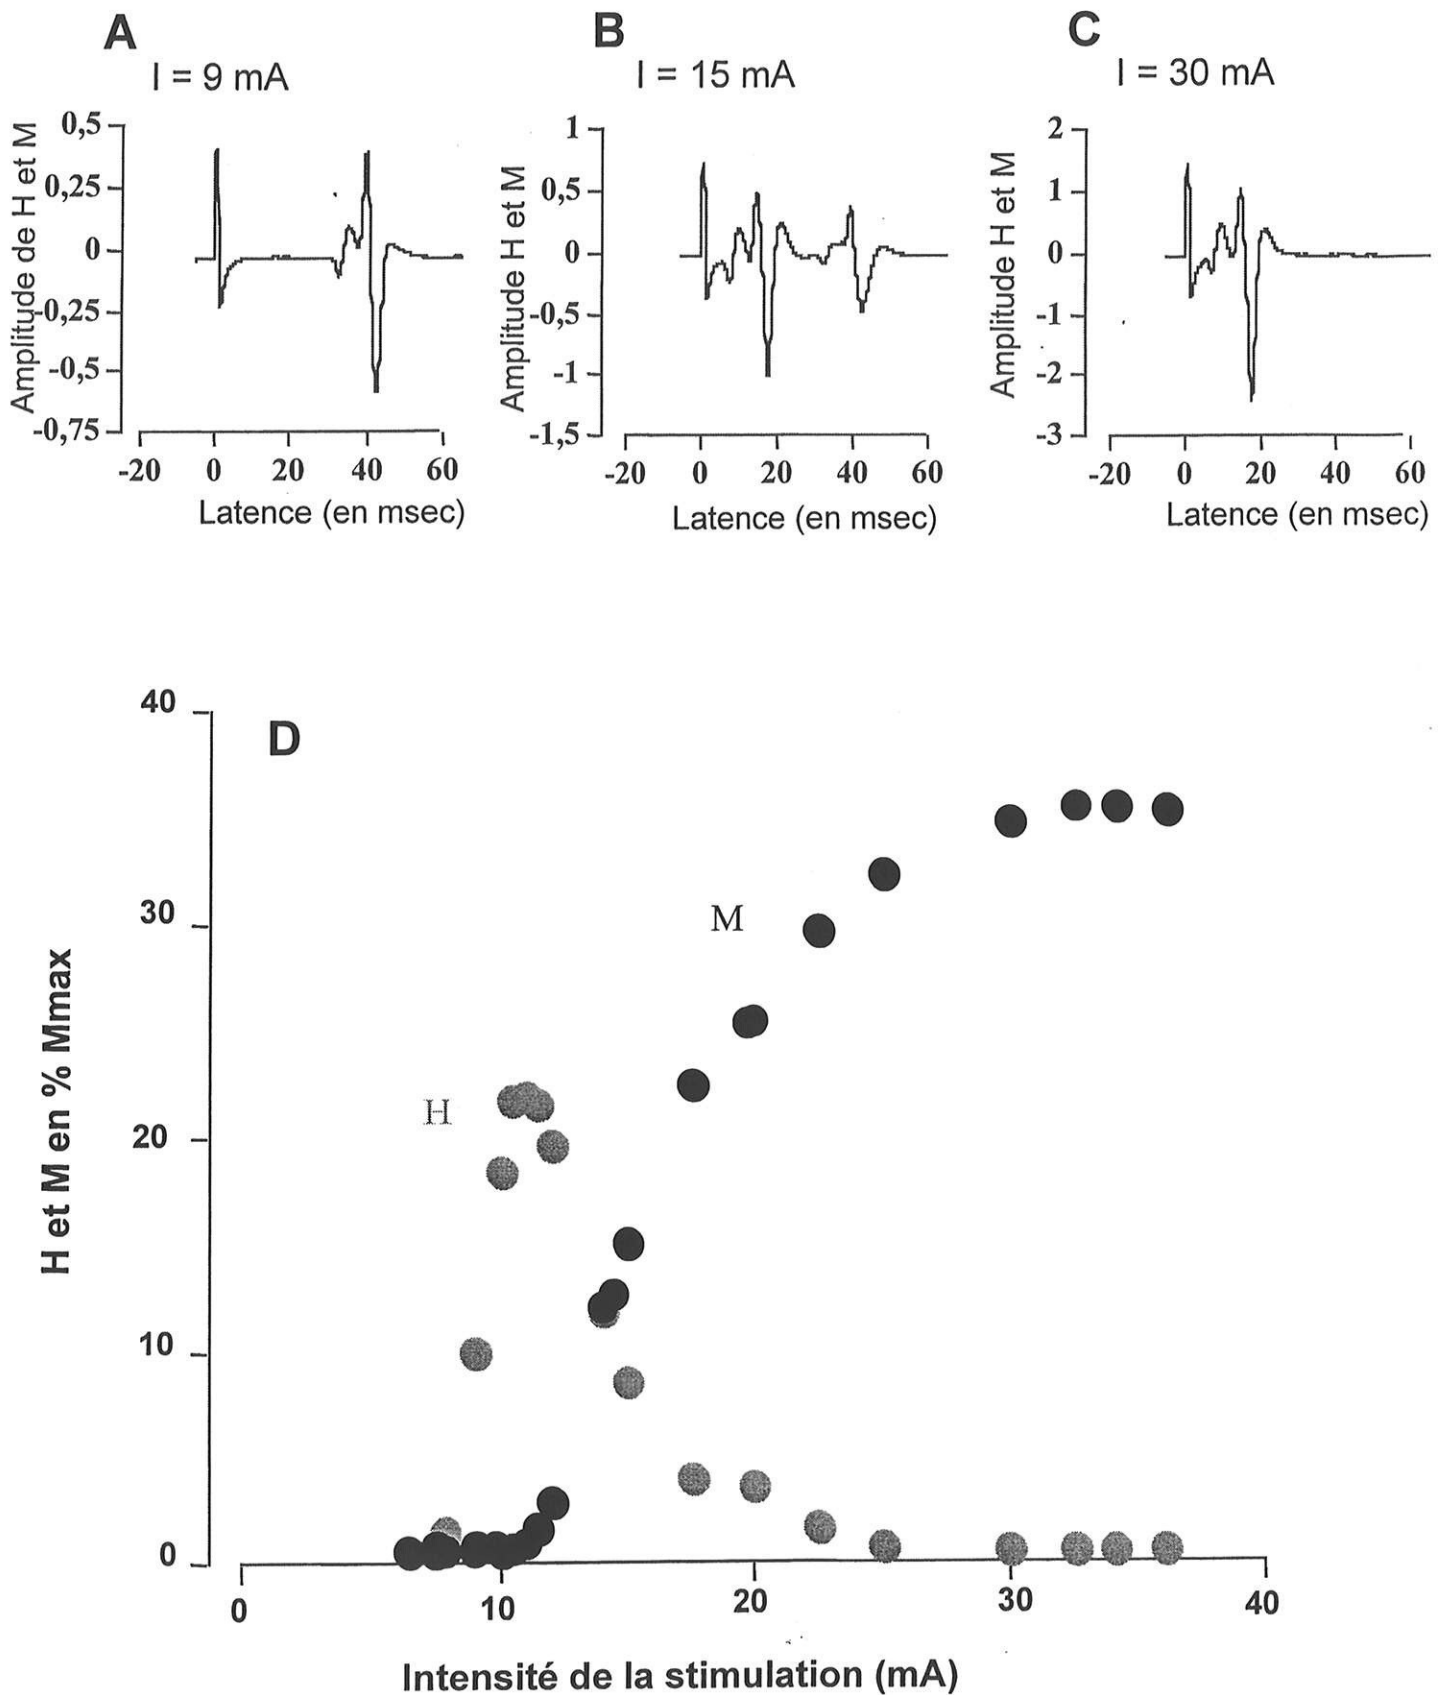 A
I = 9 mA
0,5
0,25
0
-0,25
-0,5
-0,75
Amplitude de H et M
-20 0 20 40 60
Latence (en msec)
B
I = 15 mA
1
0,5
0
-0,5
-1
-1,5
Amplitude H et M
-20 0 20 40 60
Latence (en msec)
C
I = 30 mA
2
1
0
-1
-2
-3
Amplitude H et M
-20 0 20 40 60
Latence (en msec)
D
40
30
20
10
0
H et M en % Mmax
M
H
0 10 20 30 40
Intensité de la stimulation (mA)